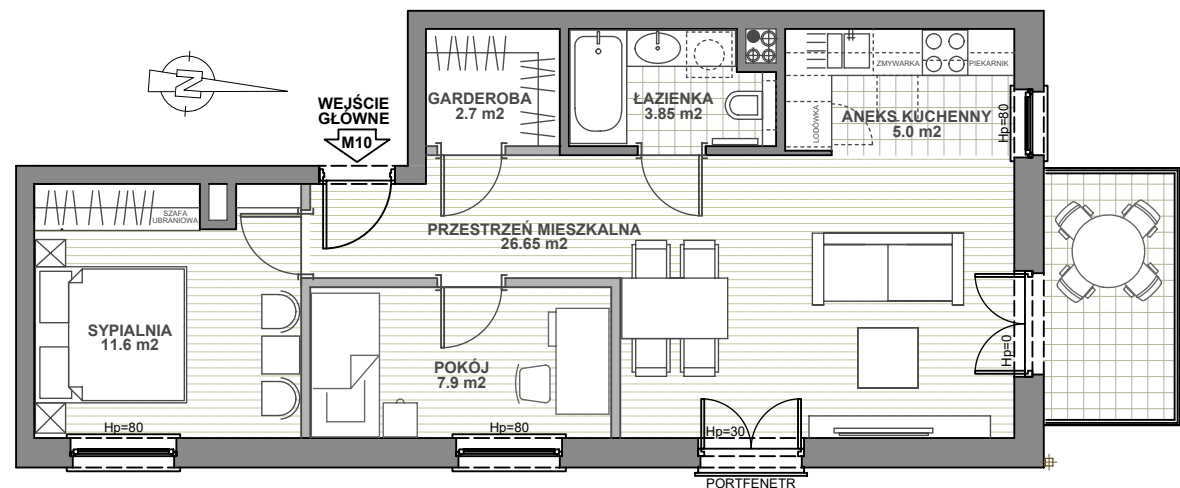 N
WEJŚCIE
GŁÓWNE
M10
GARDEROBA
2.7 m2
ŁAZIENKA
3.85 m2
ZMYWARKA
PIEKARNIK
LODÓWKA
ANEKS KUCHENNY
5.0 m2
Hp=80
SZAFA
UBRANIOWA
PRZESTRZEŃ MIESZKALNA
26.65 m2
SYPIALNIA
11.6 m2
POKÓJ
7.9 m2
Hp=0
Hp=80
Hp=80
Hp=30
PORTFENETR